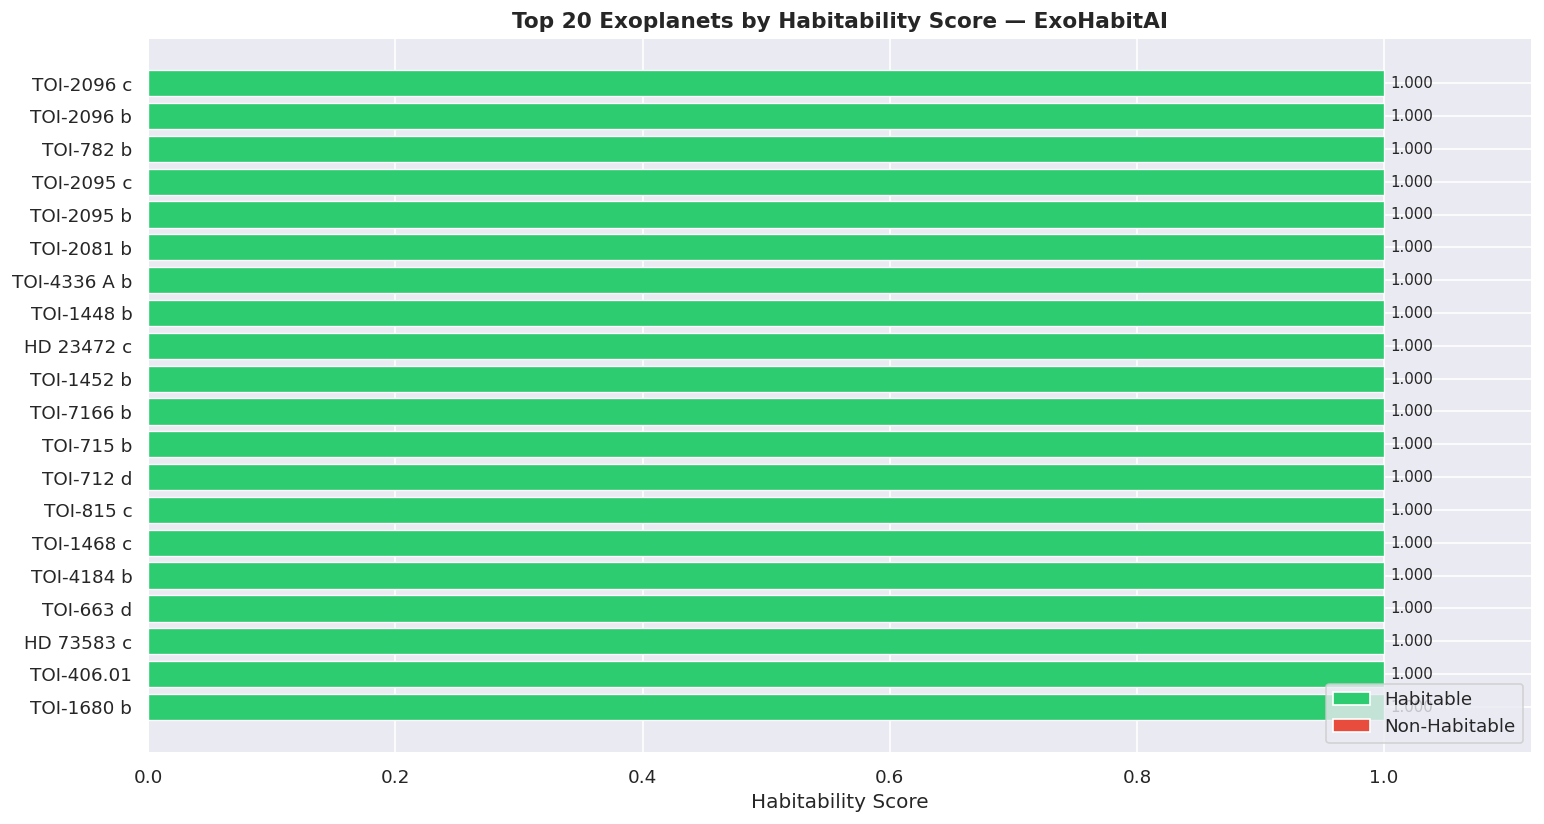 Top 20 Exoplanets by Habitability Score — ExoHabitAI
TOI-2096 c 1.000
TOI-2096 b 1.000
TOI-782 b 1.000
TOI-2095 c 1.000
TOI-2095 b 1.000
TOI-2081 b 1.000
TOI-4336 A b 1.000
TOI-1448 b 1.000
HD 23472 c 1.000
TOI-1452 b 1.000
TOI-7166 b 1.000
TOI-715 b 1.000
TOI-712 d 1.000
TOI-815 c 1.000
TOI-1468 c 1.000
TOI-4184 b 1.000
TOI-663 d 1.000
HD 73583 c 1.000
TOI-406.01 1.000
TOI-1680 b 1.000
Habitable
Non-Habitable
0.0 0.2 0.4 0.6 0.8 1.0
Habitability Score